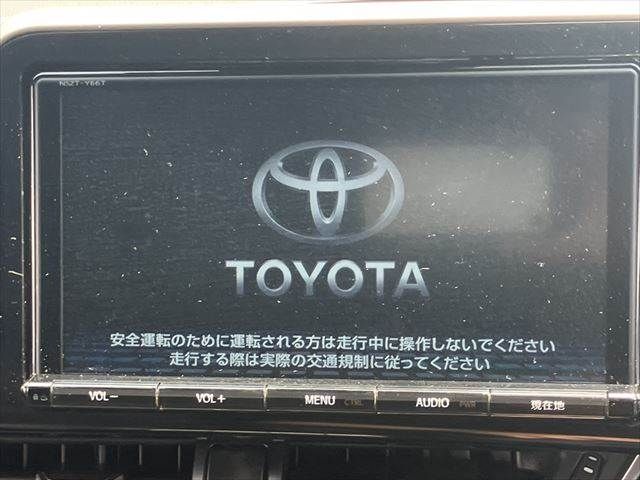 NSZT-Y66T
TOYOTA
安全運転のために運転される方は走行中に操作しないでください
走行する際は実際の交通規制に従ってください
VOL−
VOL+
MENU CTRL
AUDIO PWR
現在地